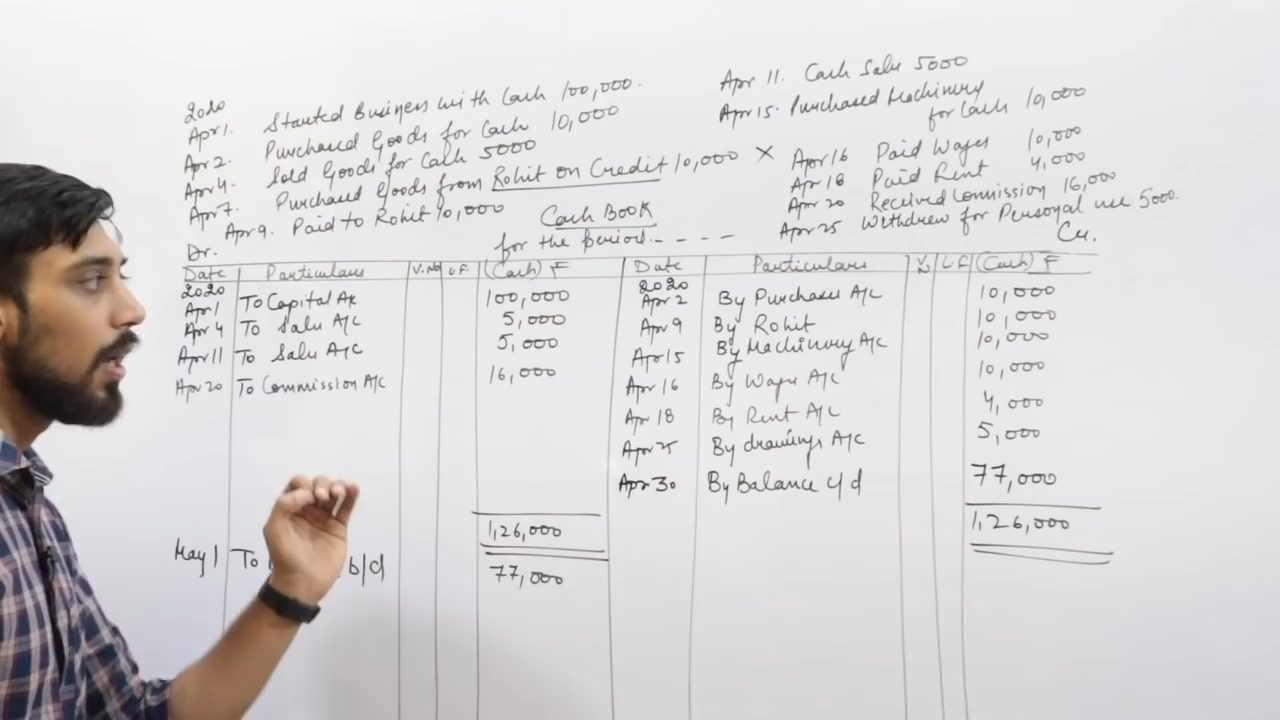 2020
Apr 1. Started Business with Cash 100,000.
Apr 2. Purchased Goods for Cash 10,000
Apr 4. Sold Goods for Cash 5000
Apr 7. Purchased Goods from Rohit on Credit 10,000 ×
Apr 9. Paid to Rohit 10,000
Apr 11. Cash Sales 5000
Apr 15. Purchased Machinery
for Cash 10,000
Apr 16 Paid Wages 10,000
Apr 18 Paid Rent 4,000
Apr 20 Received Commission 16,000
Apr 25 Withdrew for Personal use 5000.
Cash Book
for the period - - - -
Dr. Cr.
Date Particulars V.No L.F. (Cash) ₹ Date Particulars V.No L.F (Cash) ₹
2020 2020
Apr 1 To Capital A/c 100,000 Apr 2 By Purchases A/c 10,000
Apr 4 To Sales A/c 5,000 Apr 9 By Rohit 10,000
Apr 11 To Sales A/c 5,000 Apr 15 By Machinery A/c 10,000
Apr 20 To Commission A/c 16,000 Apr 16 By Wages A/c 10,000
Apr 18 By Rent A/c 4,000
Apr 25 By drawings A/c 5,000
Apr 30 By Balance c/d 77,000
1,26,000 1,26,000
May 1 To b/d 77,000